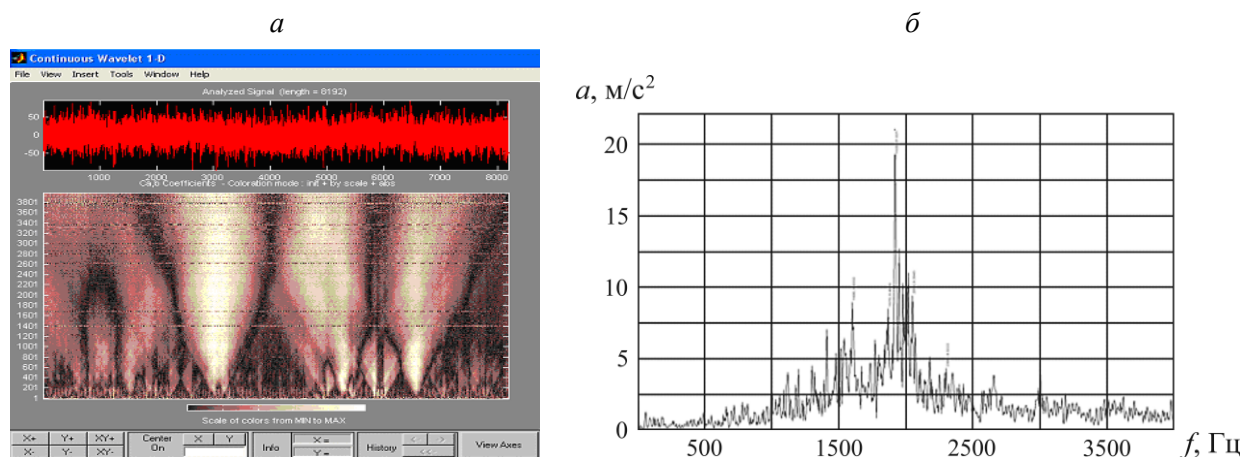 а
б
Continuous Wavelet 1-D
File View Insert Tools Window Help
Analyzed Signal (length = 8192)
50
0
-50
1000 2000 3000 4000 5000 6000 7000 8000
Ca,b Coefficients - Coloration mode : init + by scale + abs
3801
3601
3401
3201
3001
2801
2601
2401
2201
2001
1801
1601
1401
1201
1001
801
601
401
201
1
Scale of colors from MIN to MAX
X+ Y+ XY+
X- Y- XY-
Center On
X Y
Info
X =
Y =
History
<- ->
<<-
View Axes
a, м/с²
20
15
10
5
0
500 1500 2500 3500 f, Гц